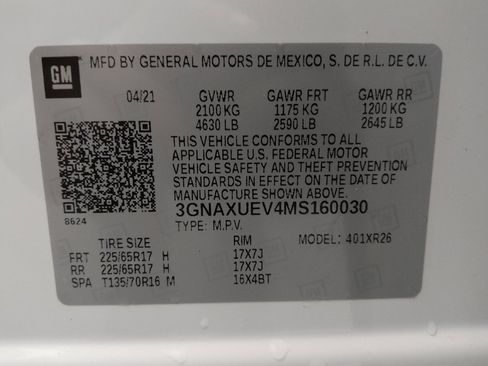 GM
MFD BY GENERAL MOTORS DE MEXICO, S. DE R.L. DE C.V.
04/21 GVWR GAWR FRT GAWR RR
2100 KG 1175 KG 1200 KG
4630 LB 2590 LB 2645 LB
THIS VEHICLE CONFORMS TO ALL
APPLICABLE U.S. FEDERAL MOTOR
VEHICLE SAFETY AND THEFT PREVENTION
STANDARDS IN EFFECT ON THE DATE OF
MANUFACTURE SHOWN ABOVE.
3GNAXUEV4MS160030
8624
TYPE: M.P.V.
TIRE SIZE RIM MODEL: 401XR26
FRT 225/65R17 H 17X7J
RR 225/65R17 H 17X7J
SPA T135/70R16 M 16X4BT